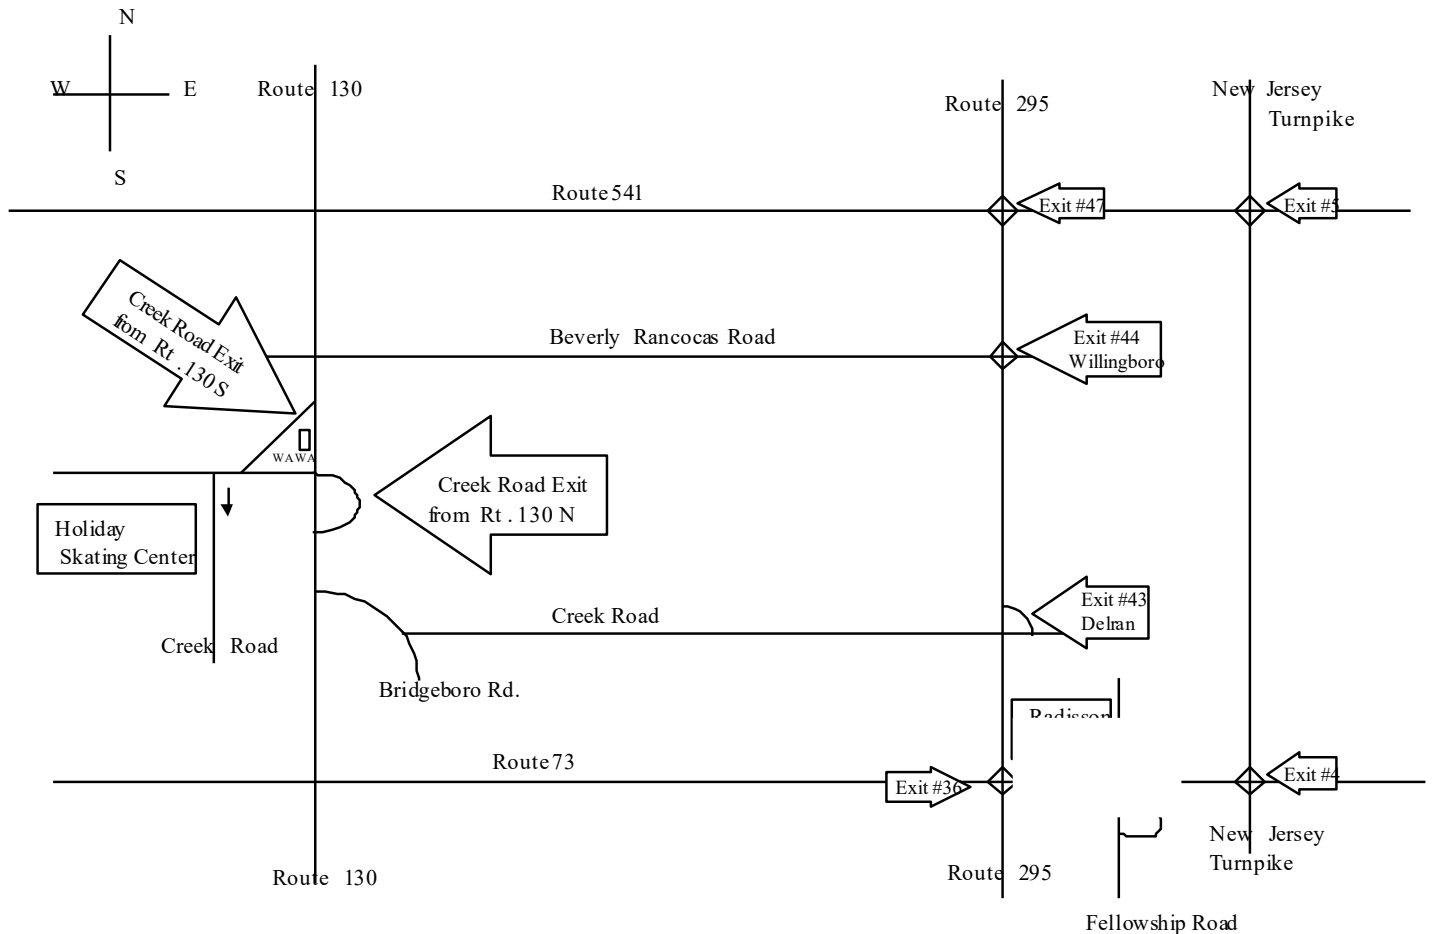 N
W E
S
Route 130
Route 295
New Jersey
Turnpike
Route 541
Exit #47
Exit #5
Creek Road Exit
from Rt. 130 S
Beverly Rancocas Road
Exit #44
Willingboro
WAWA
Creek Road Exit
from Rt. 130 N
Holiday
Skating Center
Creek Road
Creek Road
Exit #43
Delran
Bridgeboro Rd.
Radisson
Route 73
Exit #36
Exit #4
New Jersey
Turnpike
Route 130
Route 295
Fellowship Road